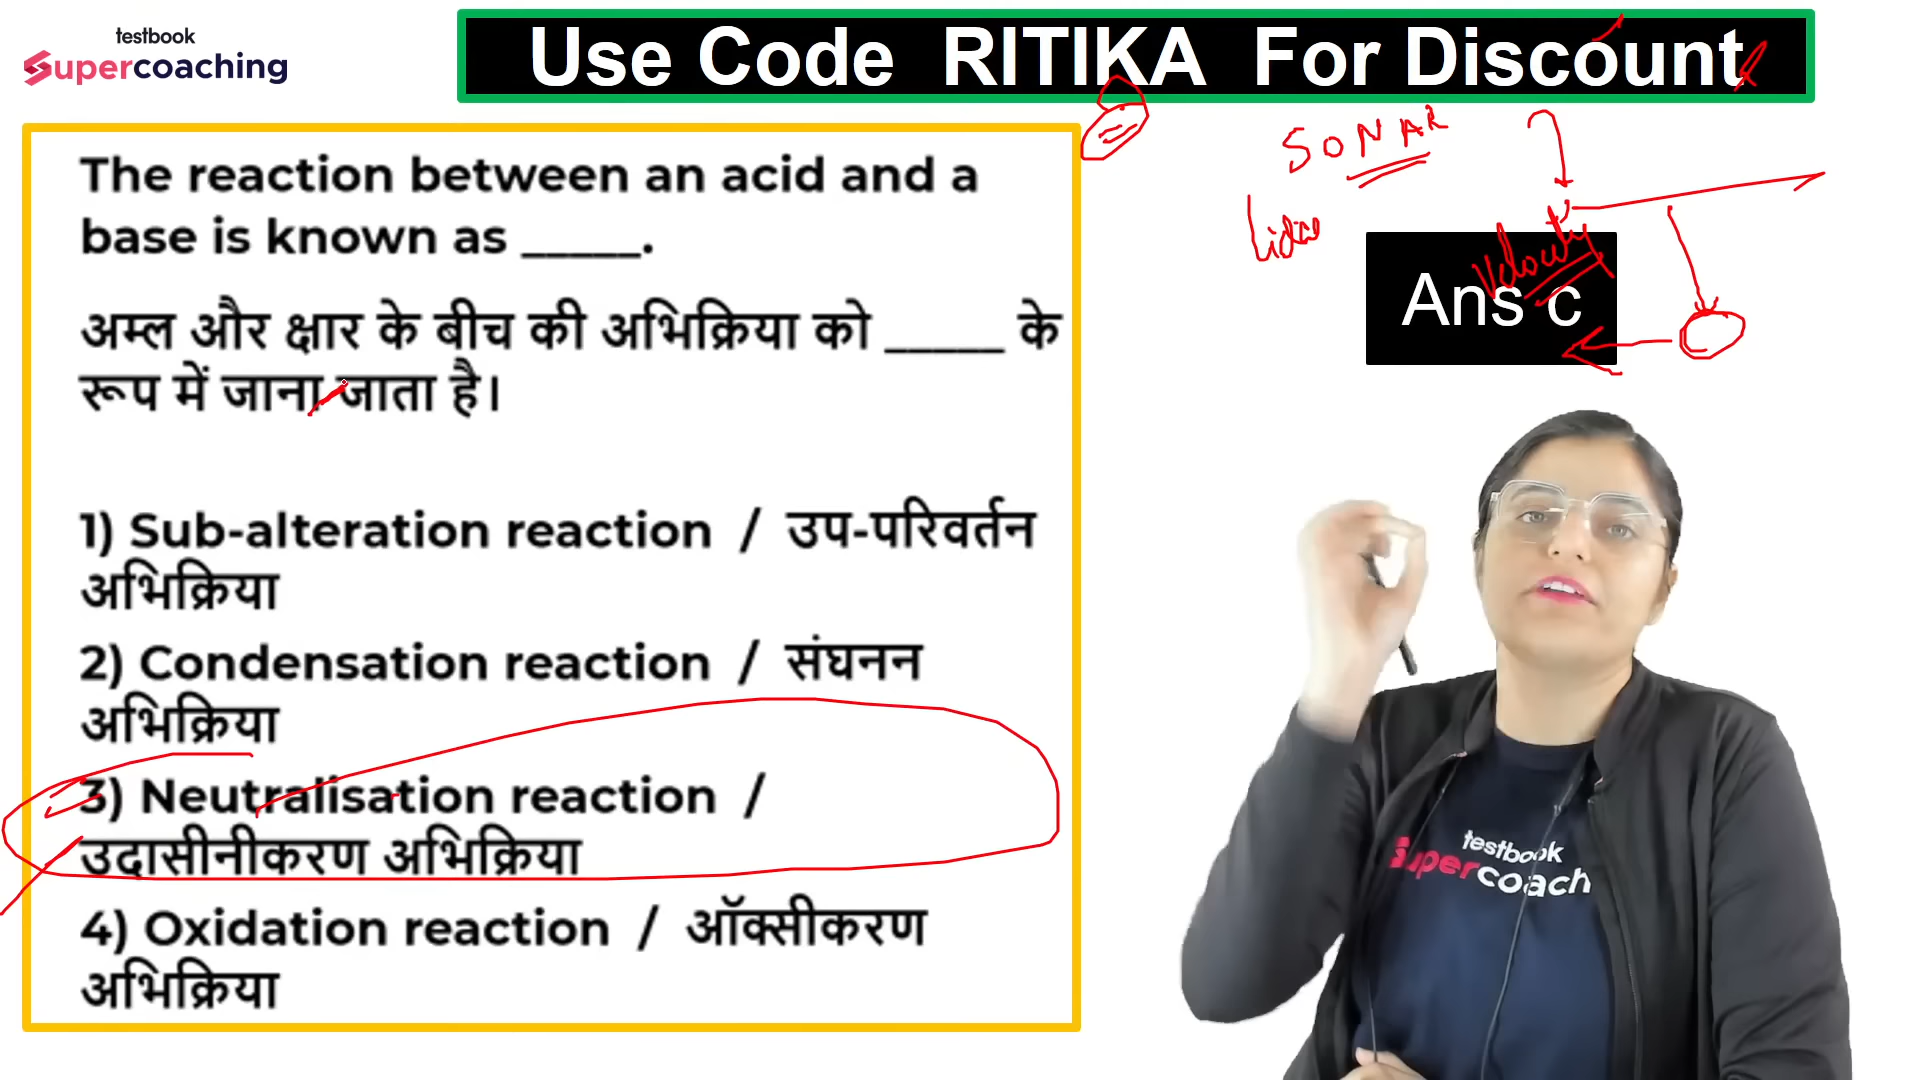 testbook
Supercoaching
Use Code RITIKA For Discount
The reaction between an acid and a
base is known as _____.
अम्ल और क्षार के बीच की अभिक्रिया को _____ के
रूप में जाना जाता है।
1) Sub-alteration reaction / उप-परिवर्तन
अभिक्रिया
2) Condensation reaction / संघनन
अभिक्रिया
3) Neutralisation reaction /
उदासीनीकरण अभिक्रिया
4) Oxidation reaction / ऑक्सीकरण
अभिक्रिया
SONAR
Velocity
Ans c
testbook
Supercoach